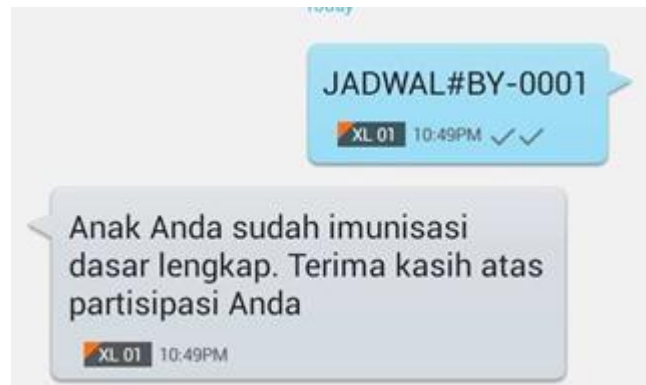 Today
JADWAL#BY-0001
XL 01 10:49PM
Anak Anda sudah imunisasi
dasar lengkap. Terima kasih atas
partisipasi Anda
XL 01 10:49PM